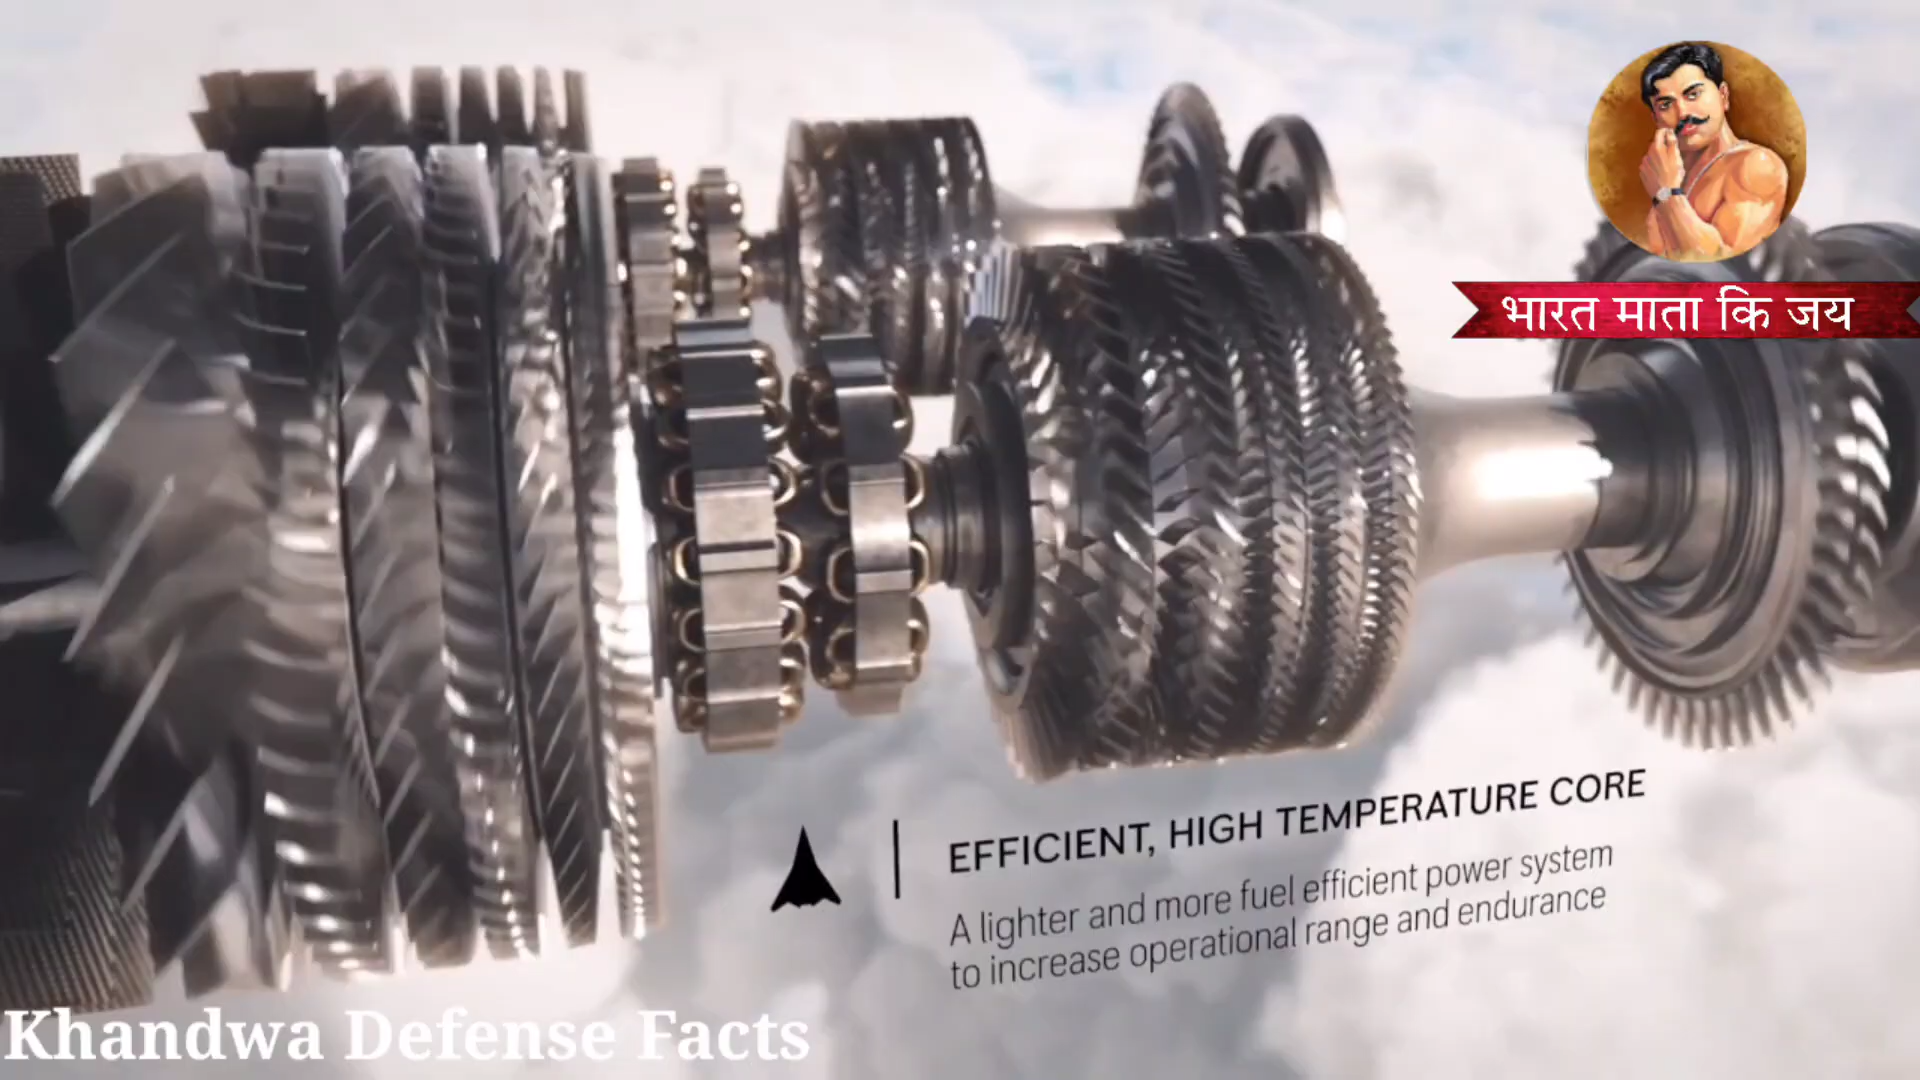 भारत माता कि जय
EFFICIENT, HIGH TEMPERATURE CORE
A lighter and more fuel efficient power system
to increase operational range and endurance
Khandwa Defense Facts